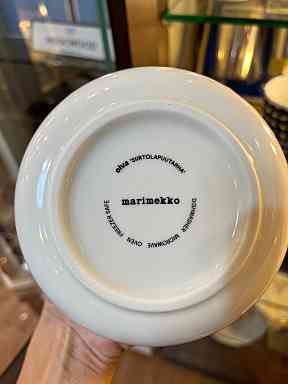 oiva "SIIRTOLAPUUTARHA"
marimekko
DISHWASHER MICROWAVE OVEN FREEZER SAFE